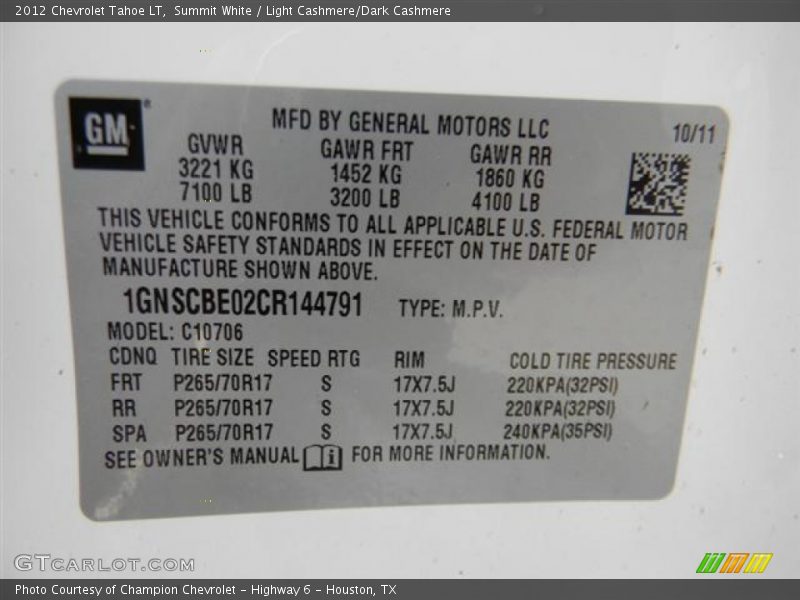 2012 Chevrolet Tahoe LT, Summit White / Light Cashmere/Dark Cashmere
GM
MFD BY GENERAL MOTORS LLC 10/11
GVWR GAWR FRT GAWR RR
3221 KG 1452 KG 1860 KG
7100 LB 3200 LB 4100 LB
THIS VEHICLE CONFORMS TO ALL APPLICABLE U.S. FEDERAL MOTOR
VEHICLE SAFETY STANDARDS IN EFFECT ON THE DATE OF
MANUFACTURE SHOWN ABOVE.
1GNSCBE02CR144791 TYPE: M.P.V.
MODEL: C10706
CDNQ TIRE SIZE SPEED RTG RIM COLD TIRE PRESSURE
FRT P265/70R17 S 17X7.5J 220KPA(32PSI)
RR P265/70R17 S 17X7.5J 220KPA(32PSI)
SPA P265/70R17 S 17X7.5J 240KPA(35PSI)
SEE OWNER'S MANUAL i FOR MORE INFORMATION.
GTCarLot.com
Photo Courtesy of Champion Chevrolet - Highway 6 - Houston, TX